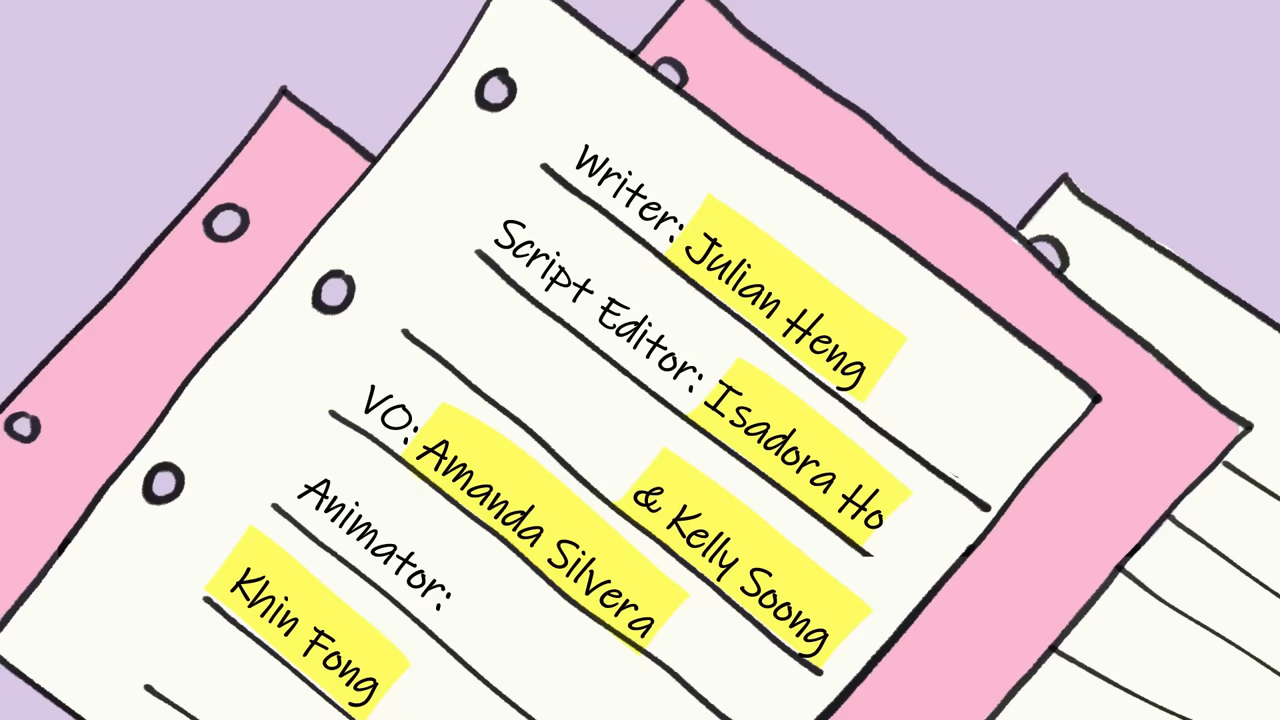 Writer: Julian Heng
Script Editor: Isadora Ho
& Kelly Soong
VO: Amanda Silvera
Animator:
Khin Fong